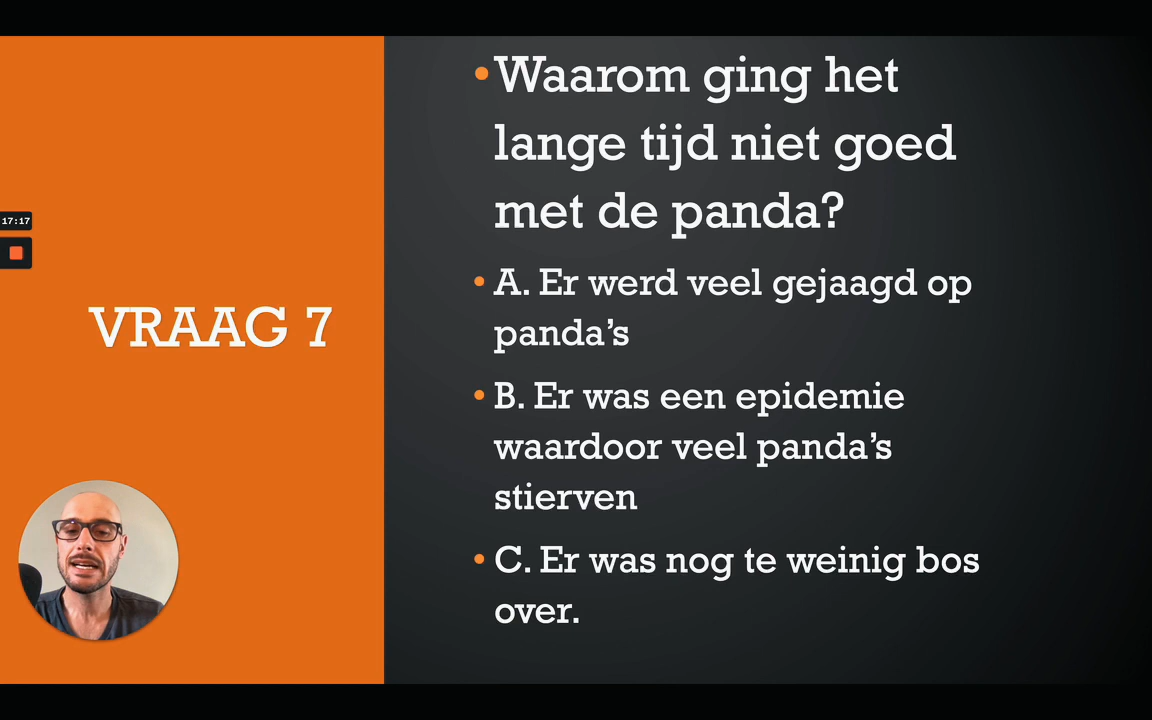 17:17
VRAAG 7
•Waarom ging het
lange tijd niet goed
met de panda?
•A. Er werd veel gejaagd op
panda’s
•B. Er was een epidemie
waardoor veel panda’s
stierven
•C. Er was nog te weinig bos
over.